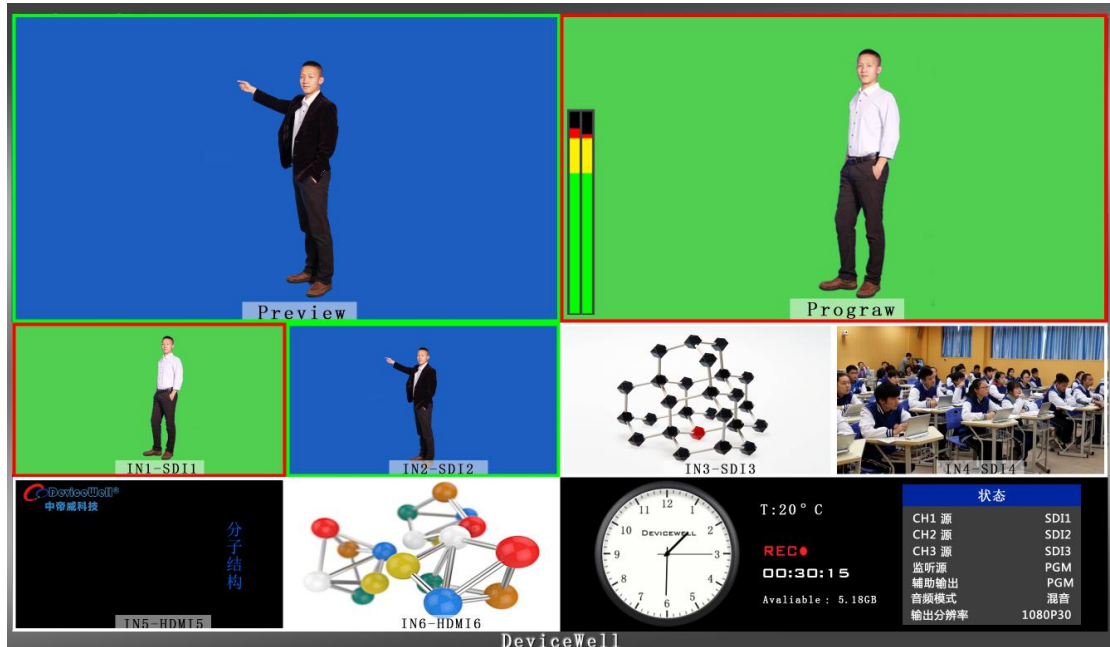 Preview
Prograw
IN1-SDI1
IN2-SDI2
IN3-SDI3
IN4-SDI4
DeviceWell®
中帝威科技
分子结构
IN5-HDMI5
IN6-HDMI6
12
1
2
3
4
5
6
7
8
9
10
11
DEVICEWELL
T:20°C
REC
00:30:15
Avaliable: 5.18GB
状态
CH1 源 SDI1
CH2 源 SDI2
CH3 源 SDI3
监听源 PGM
辅助输出 PGM
音频模式 混音
输出分辨率 1080P30
DeviceWell